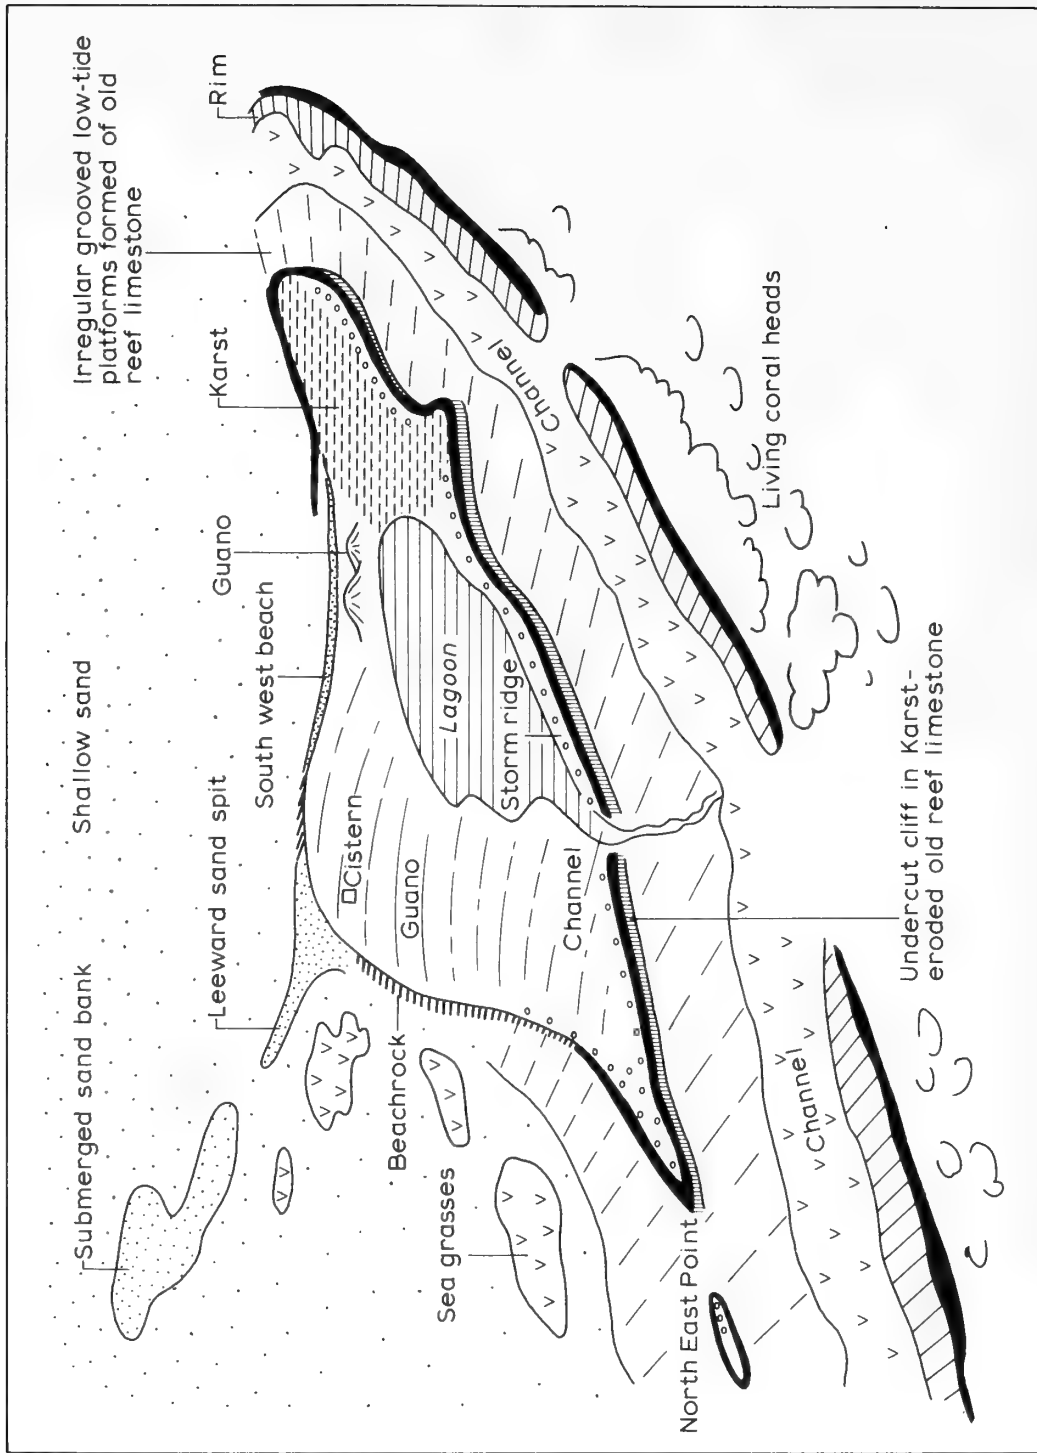 Submerged sand bank
Shallow sand
Irregular grooved low-tide
platforms formed of old
reef limestone
Leeward sand spit
South west beach
Guano
Karst
Rim
Cistern
Guano
Lagoon
Storm ridge
Beachrock
Sea grasses
Channel
Channel
North East Point
Channel
Living coral heads
Undercut cliff in Karst-
eroded old reef limestone